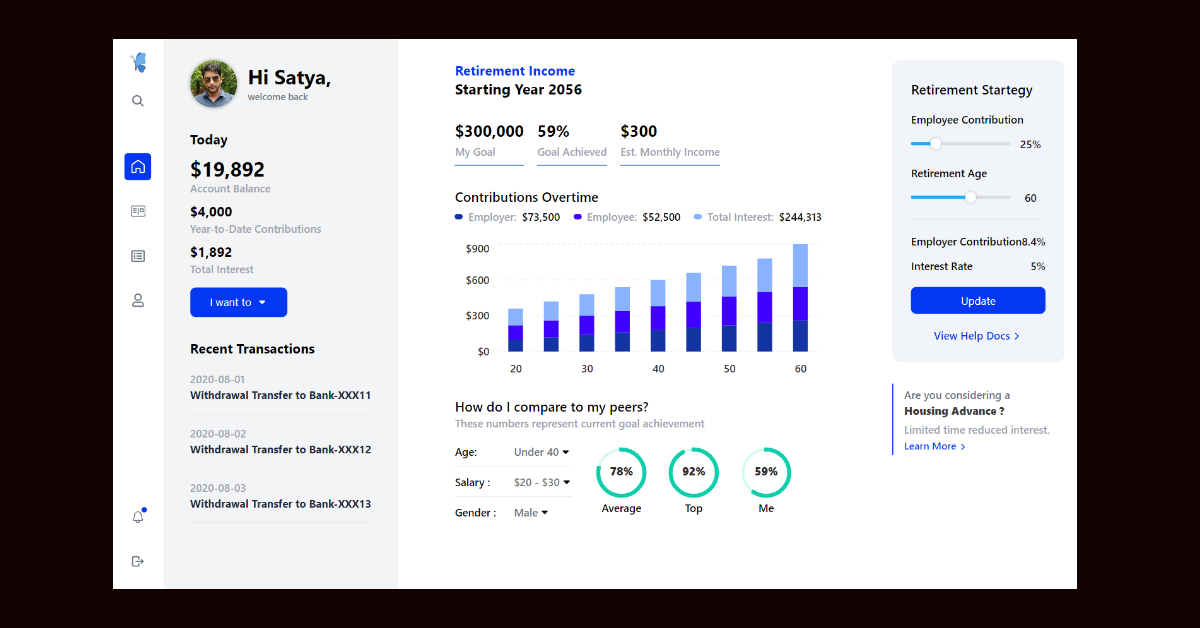 Hi Satya,
welcome back
Today
$19,892
Account Balance
$4,000
Year-to-Date Contributions
$1,892
Total Interest
I want to
Recent Transactions
2020-08-01
Withdrawal Transfer to Bank-XXX11
2020-08-02
Withdrawal Transfer to Bank-XXX12
2020-08-03
Withdrawal Transfer to Bank-XXX13
Retirement Income
Starting Year 2056
$300,000 59% $300
My Goal Goal Achieved Est. Monthly Income
Contributions Overtime
Employer: $73,500 Employee: $52,500 Total Interest: $244,313
$900
$600
$300
$0
20 30 40 50 60
How do I compare to my peers?
These numbers represent current goal achievement
Age: Under 40
Salary : $20 - $30
Gender : Male
78% 92% 59%
Average Top Me
Retirement Startegy
Employee Contribution
25%
Retirement Age
60
Employer Contribution8.4%
Interest Rate 5%
Update
View Help Docs >
Are you considering a
Housing Advance ?
Limited time reduced interest.
Learn More >